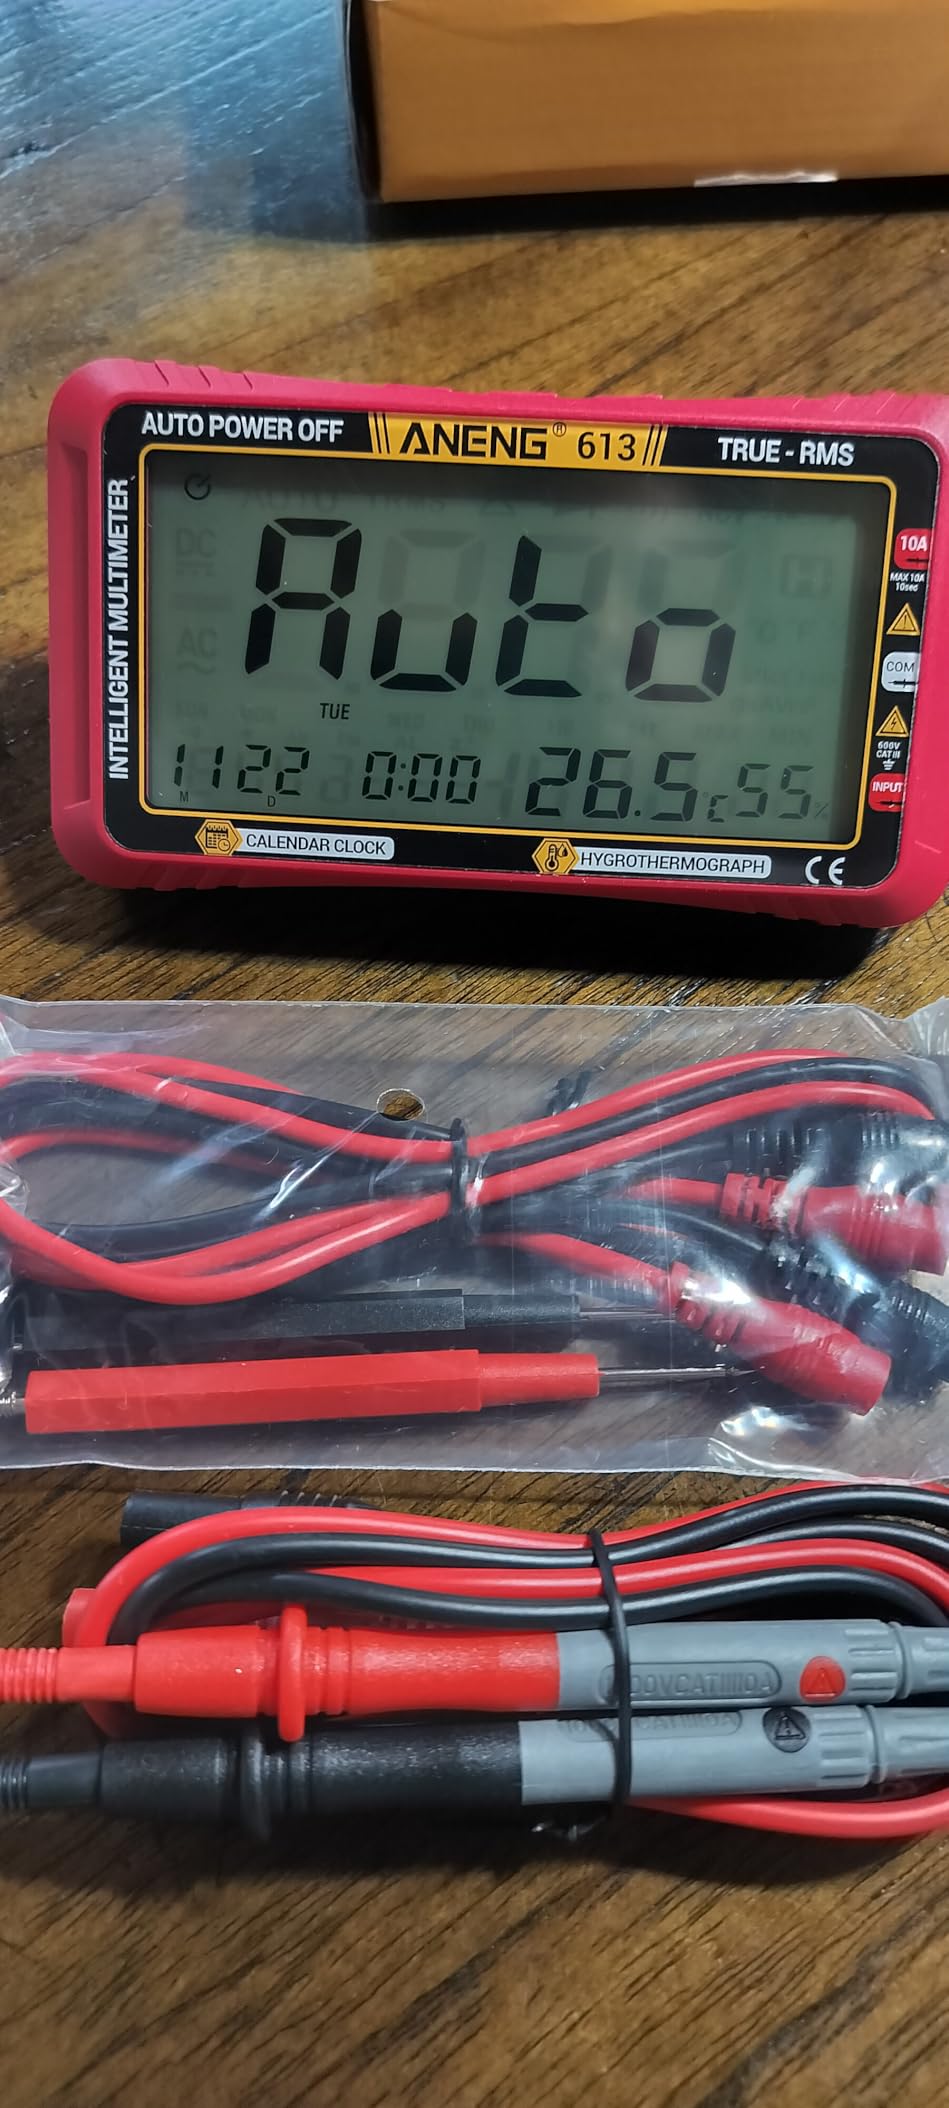 AUTO POWER OFF
ANENG® 613
TRUE - RMS
INTELLIGENT MULTIMETER
Auto
TUE
1122 0:00 26.5℃ 55%
M D
10A
MAX 10A
10sec
COM
600V
CAT III
INPUT
CALENDAR CLOCK
HYGROTHERMOGRAPH
CE